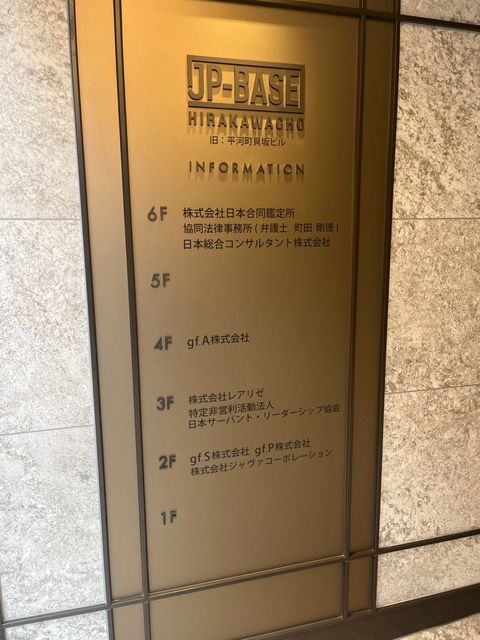 JP-BASE
HIRAKAWACHO
旧：平河町貝坂ビル
INFORMATION
6F 株式会社日本合同鑑定所
協同法律事務所(弁護士 町田 剛徳)
日本総合コンサルタント株式会社
5F
4F gf.A株式会社
3F 株式会社レアリゼ
特定非営利活動法人
日本サーバント・リーダーシップ協会
2F gf.S株式会社 gf.P株式会社
株式会社ジャヴァコーポレーション
1F